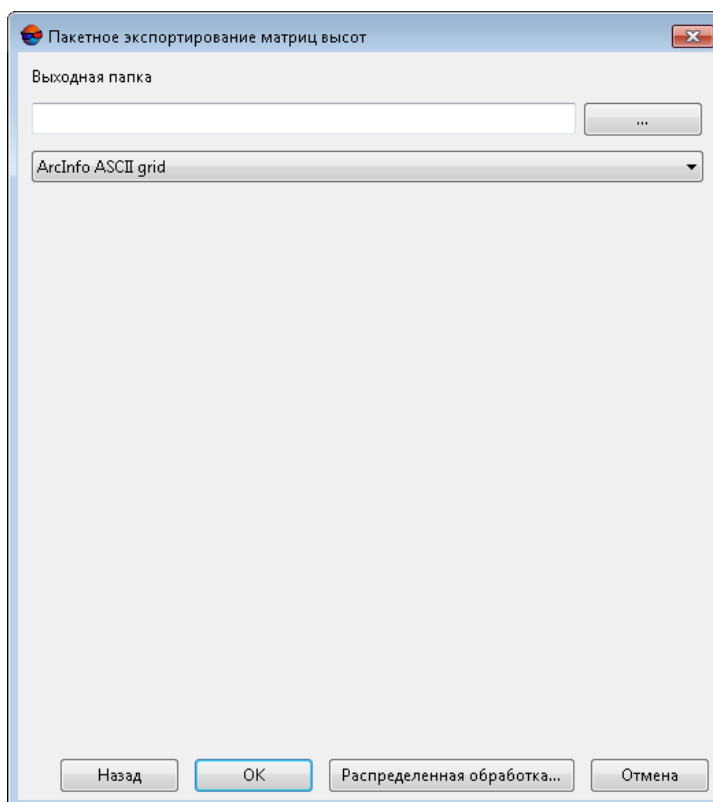 Пакетное экспортирование матриц высот
Выходная папка
...
ArcInfo ASCII grid
Назад OK Распределенная обработка... Отмена